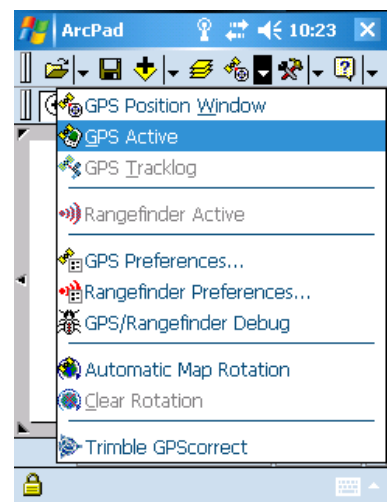 ArcPad 10:23
GPS Position Window
GPS Active
GPS Tracklog
Rangefinder Active
GPS Preferences...
Rangefinder Preferences...
GPS/Rangefinder Debug
Automatic Map Rotation
Clear Rotation
Trimble GPScorrect